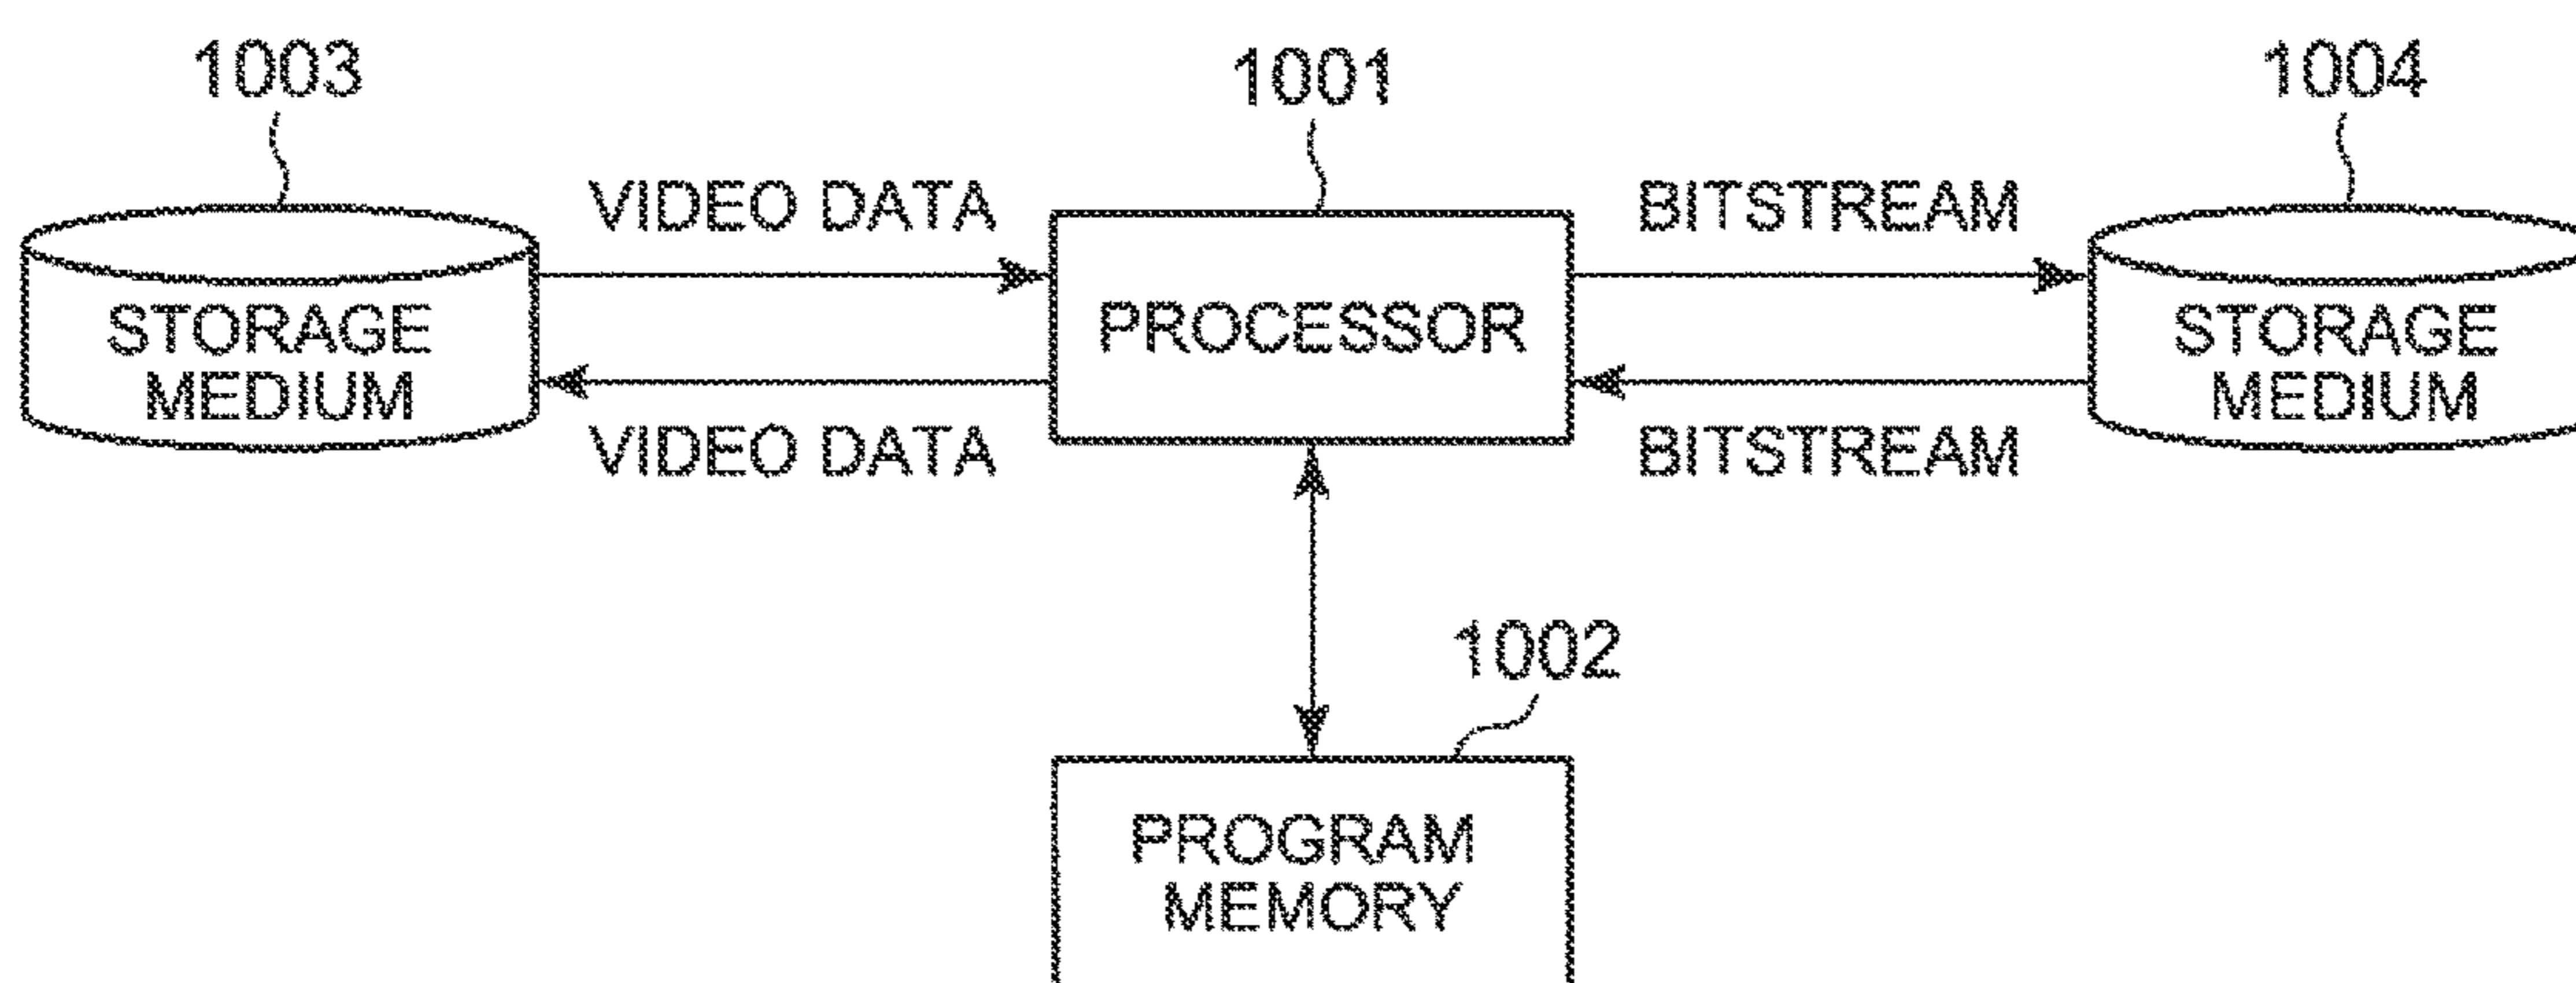 1003
1001
1004
VIDEO DATA
BITSTREAM
STORAGE
MEDIUM
PROCESSOR
STORAGE
MEDIUM
VIDEO DATA
BITSTREAM
1002
PROGRAM
MEMORY